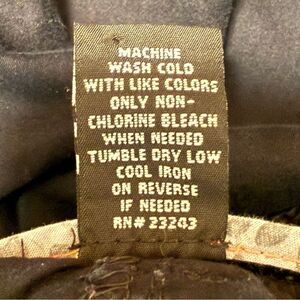 MACHINE
WASH COLD
WITH LIKE COLORS
ONLY NON-
CHLORINE BLEACH
WHEN NEEDED
TUMBLE DRY LOW
COOL IRON
ON REVERSE
IF NEEDED
RN# 23243